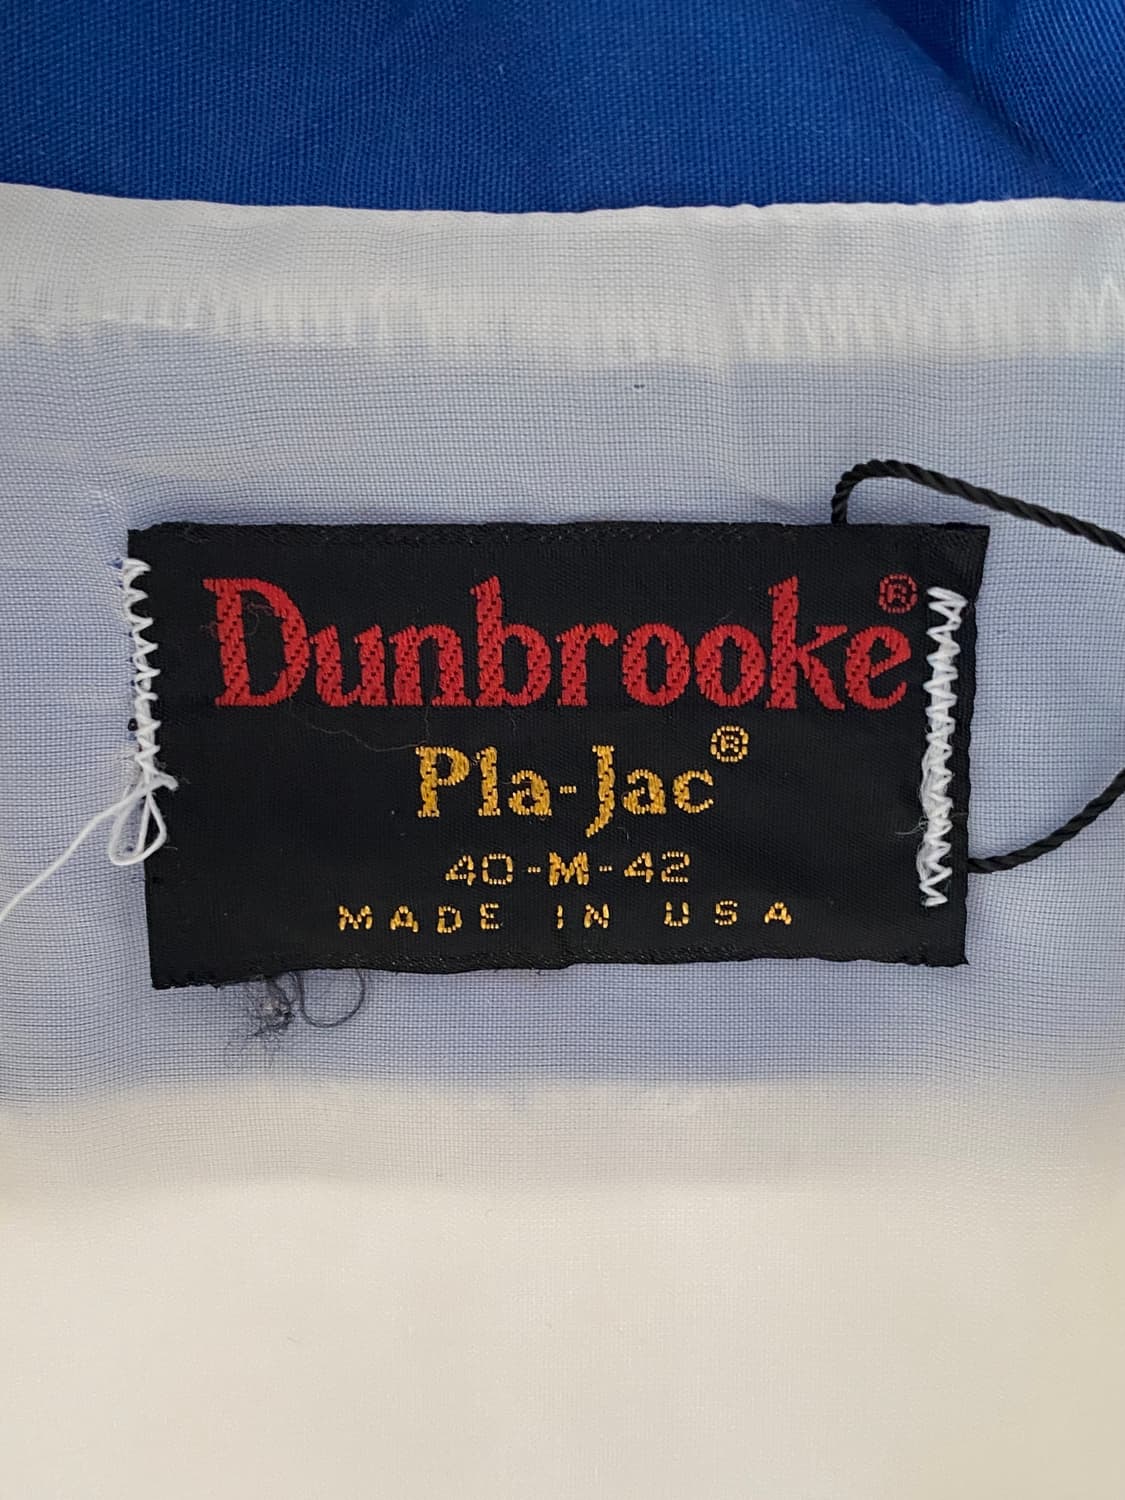 Dunbrooke®
Pla-Jac®
40-M-42
MADE IN USA